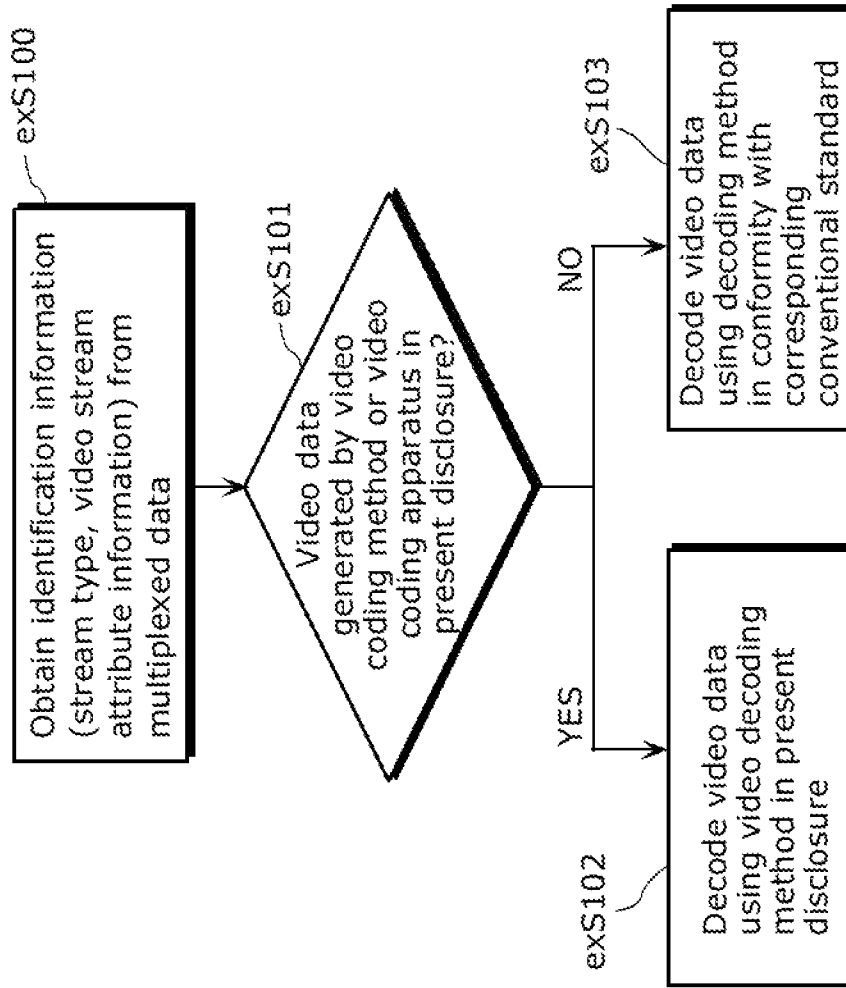 exS100
Obtain identification information
(stream type, video stream
attribute information) from
multiplexed data
exS101
Video data
generated by video
coding method or video
coding apparatus in
present disclosure?
YES
NO
exS102
Decode video data
using video decoding
method in present
disclosure
exS103
Decode video data
using decoding method
in conformity with
corresponding
conventional standard